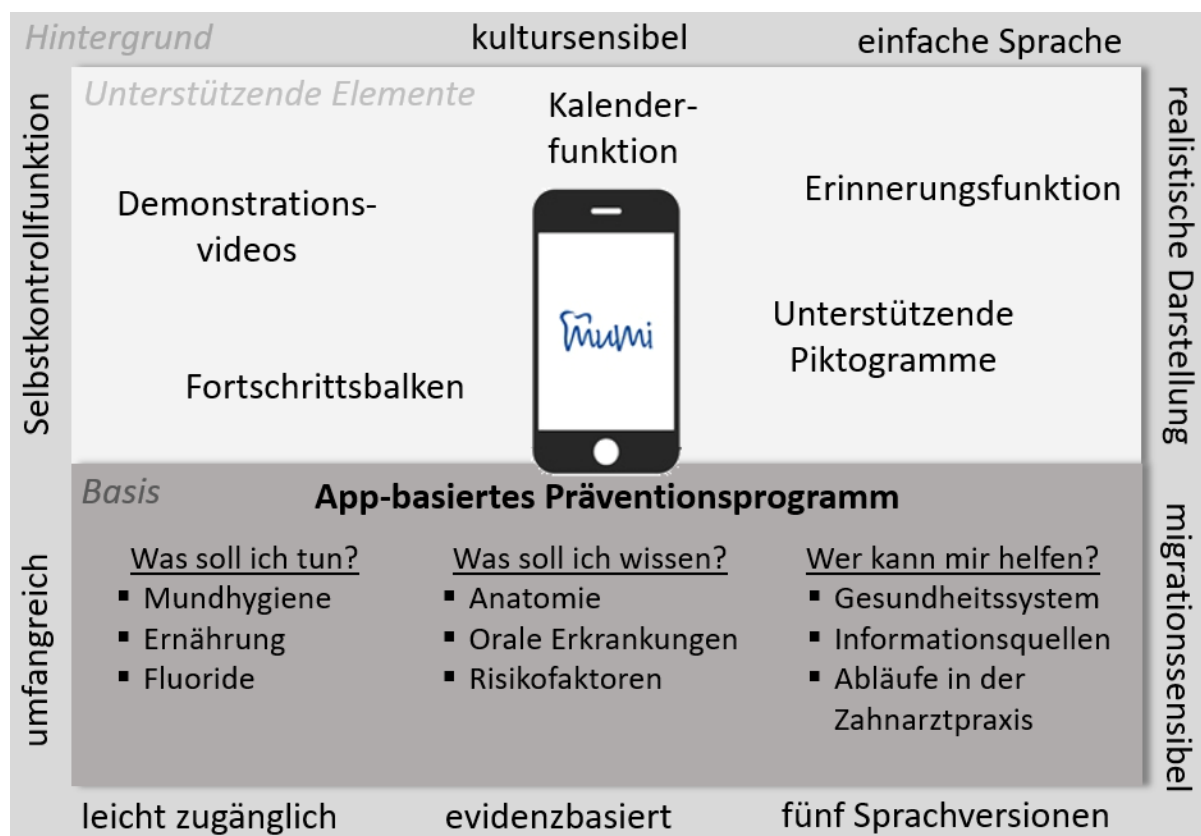 Hintergrund
kultursensibel
einfache Sprache
Selbstkontrollfunktion
umfangreich
Unterstützende Elemente
Kalender-
funktion
Demonstrations-
videos
Erinnerungsfunktion
mumi
Unterstützende
Piktogramme
Fortschrittsbalken
realistische Darstellung
migrationssensibel
Basis
App-basiertes Präventionsprogramm
Was soll ich tun?
▪ Mundhygiene
▪ Ernährung
▪ Fluoride
Was soll ich wissen?
▪ Anatomie
▪ Orale Erkrankungen
▪ Risikofaktoren
Wer kann mir helfen?
▪ Gesundheitssystem
▪ Informationsquellen
▪ Abläufe in der
Zahnarztpraxis
leicht zugänglich
evidenzbasiert
fünf Sprachversionen